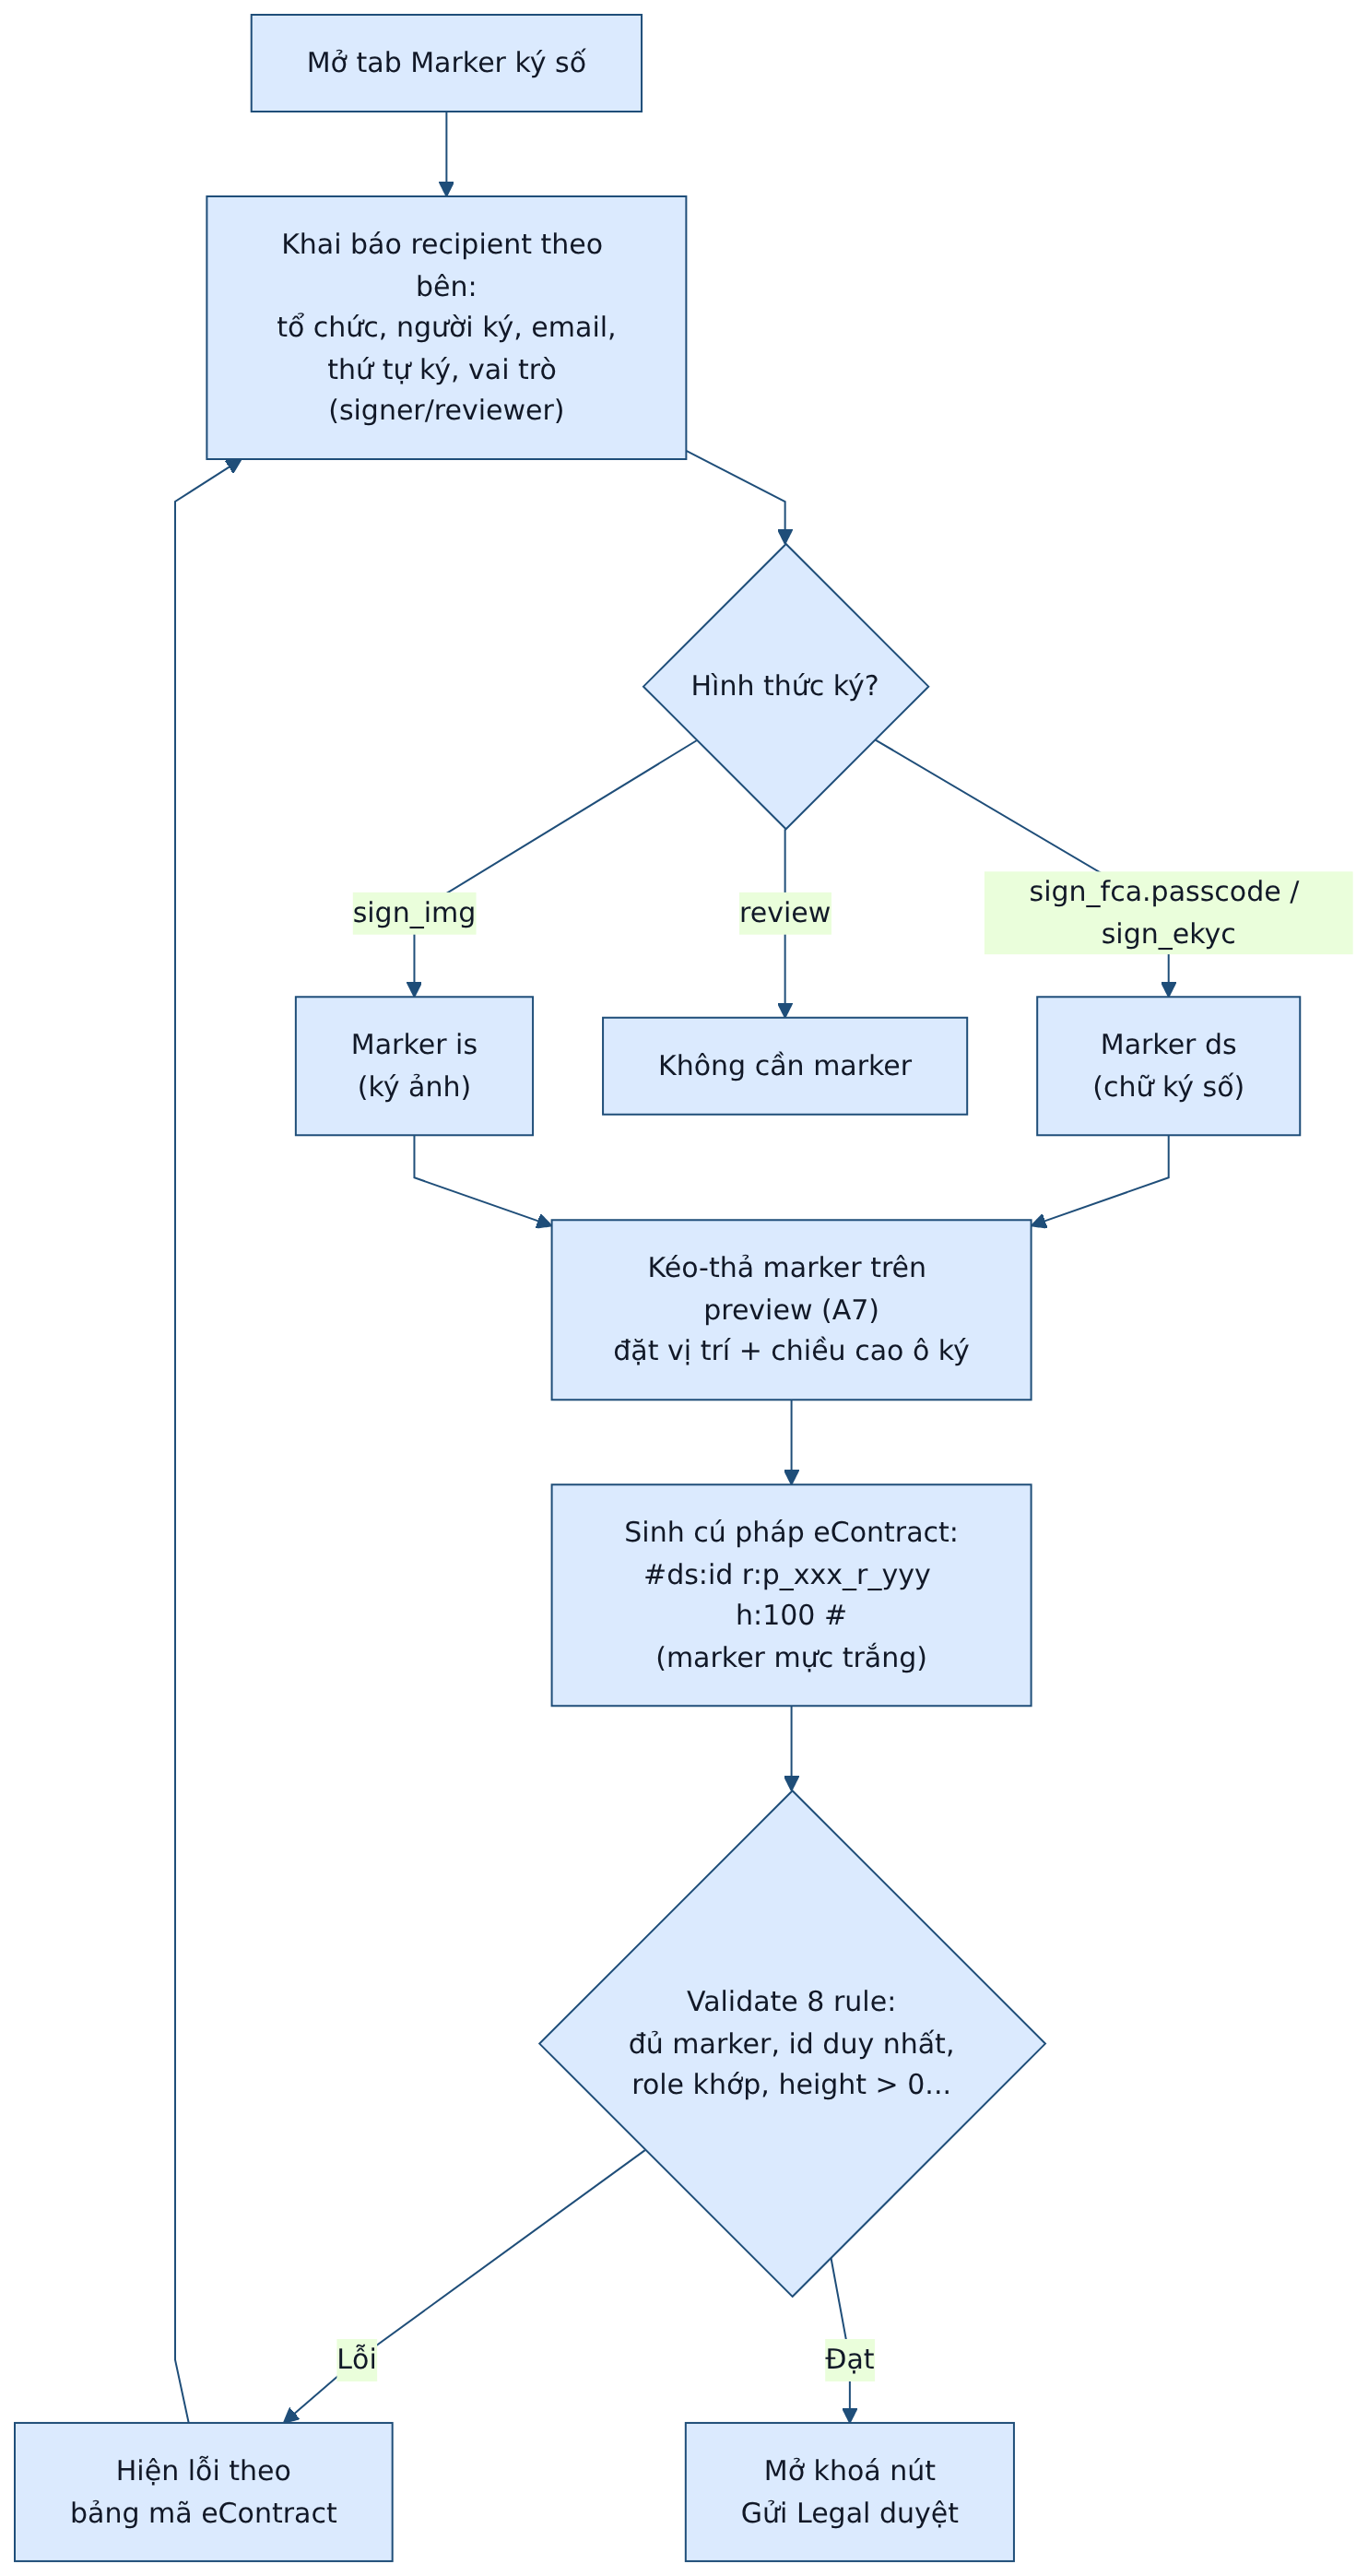 Mở tab Marker ký số
Khai báo recipient theo
bên:
tổ chức, người ký, email,
thứ tự ký, vai trò
(signer/reviewer)
Hình thức ký?
sign_img
review
sign_fca.passcode /
sign_ekyc
Marker is
(ký ảnh)
Không cần marker
Marker ds
(chữ ký số)
Kéo-thả marker trên
preview (A7)
đặt vị trí + chiều cao ô ký
Sinh cú pháp eContract:
#ds:id r:p_xxx_r_yyy
h:100 #
(marker mực trắng)
Validate 8 rule:
đủ marker, id duy nhất,
role khớp, height > 0...
Lỗi
Đạt
Hiện lỗi theo
bảng mã eContract
Mở khoá nút
Gửi Legal duyệt